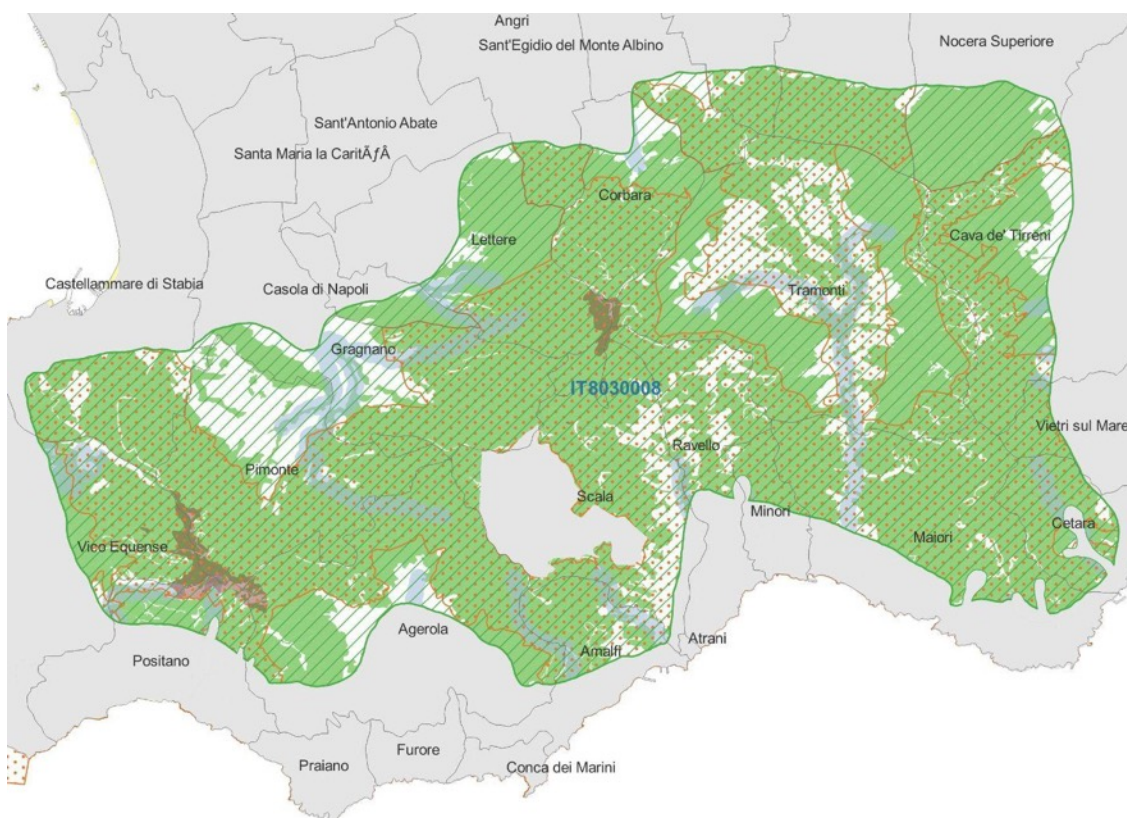 Angri
Sant'Egidio del Monte Albino
Nocera Superiore
Sant'Antonio Abate
Santa Maria la CaritÃƒÂ
Corbara
Lettere
Cava de' Tirreni
Castellammare di Stabia
Casola di Napoli
Tramonti
Gragnano
IT8030008
Vietri sul Mare
Ravello
Pimonte
Scala
Minori
Cetara
Maiori
Vico Equense
Agerola
Atrani
Amalfi
Positano
Furore
Praiano
Conca dei Marini